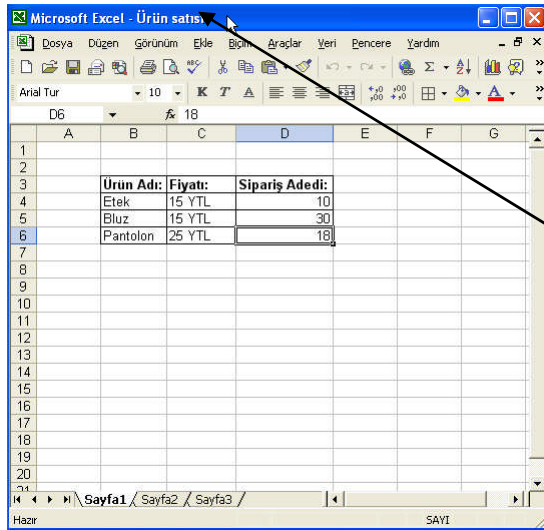 Microsoft Excel - Ürün satış
Dosya Düzen Görünüm Ekle Biçim Araçlar Veri Pencere Yardım
Arial Tur 10 K T A
D6 fx 18
A B C D E F G
1
2
3 Ürün Adı: Fiyatı: Sipariş Adedi:
4 Etek 15 YTL 10
5 Bluz 15 YTL 30
6 Pantolon 25 YTL 18
7
8
9
10
11
12
13
14
15
16
17
18
19
20
21
Sayfa1 Sayfa2 Sayfa3
Hazır SAYI